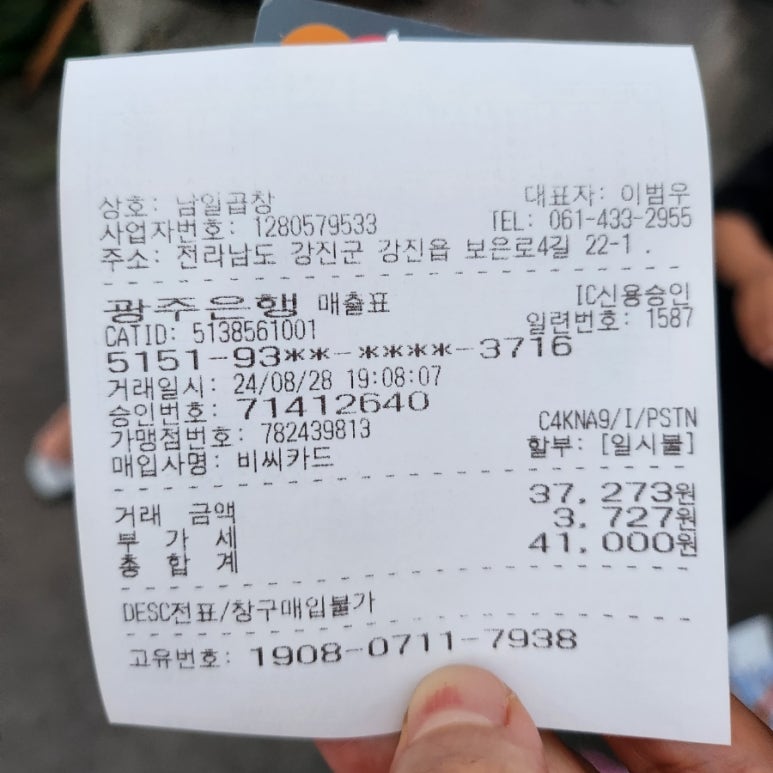 상호: 남일곱창 대표자: 이범우
사업자번호: 1280579533 TEL: 061-433-2955
주소: 전라남도 강진군 강진읍 보은로4길 22-1 .
광주은행 매출표 IC신용승인
CATID: 5138561001 일련번호: 1587
5151-93**-****-3716
거래일시: 24/08/28 19:08:07
승인번호: 71412640
가맹점번호: 782439813 C4KNA9/I/PSTN
매입사명: 비씨카드 할부: [일시불]
거래 금액 37,273원
부 가 세 3,727원
총 합 계 41,000원
DESC전표/창구매입불가
고유번호: 1908-0711-7938